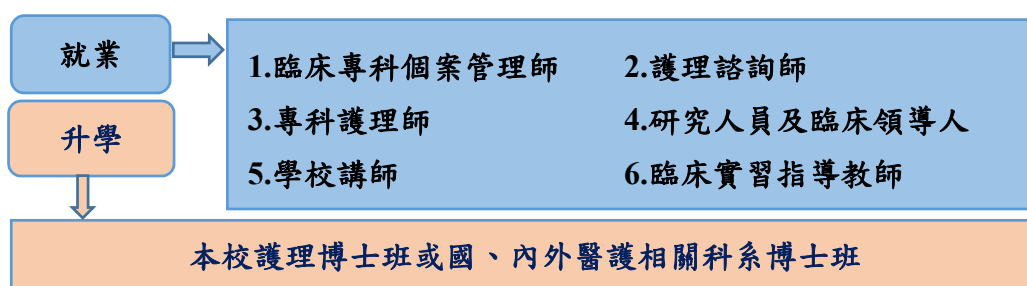 就業
1.臨床專科個案管理師 2.護理諮詢師
3.專科護理師 4.研究人員及臨床領導人
5.學校講師 6.臨床實習指導教師
升學
本校護理博士班或國、內外醫護相關科系博士班